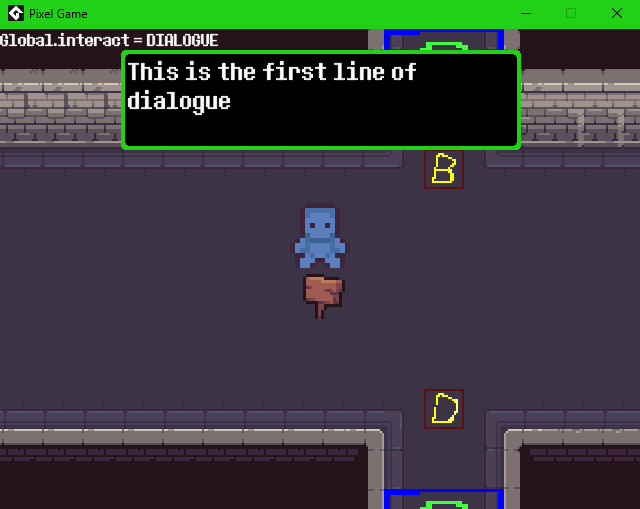 Pixel Game
Global.interact = DIALOGUE
This is the first line of
dialogue
B
D